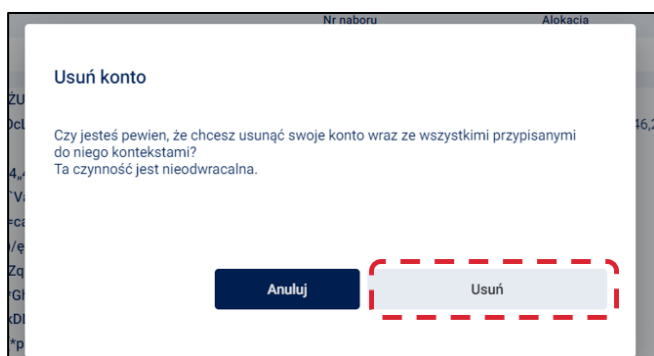 Nr naboru Alokacja
Usuń konto
Czy jesteś pewien, że chcesz usunąć swoje konto wraz ze wszystkimi przypisanymi
do niego kontekstami?
Ta czynność jest nieodwracalna.
Anuluj Usuń